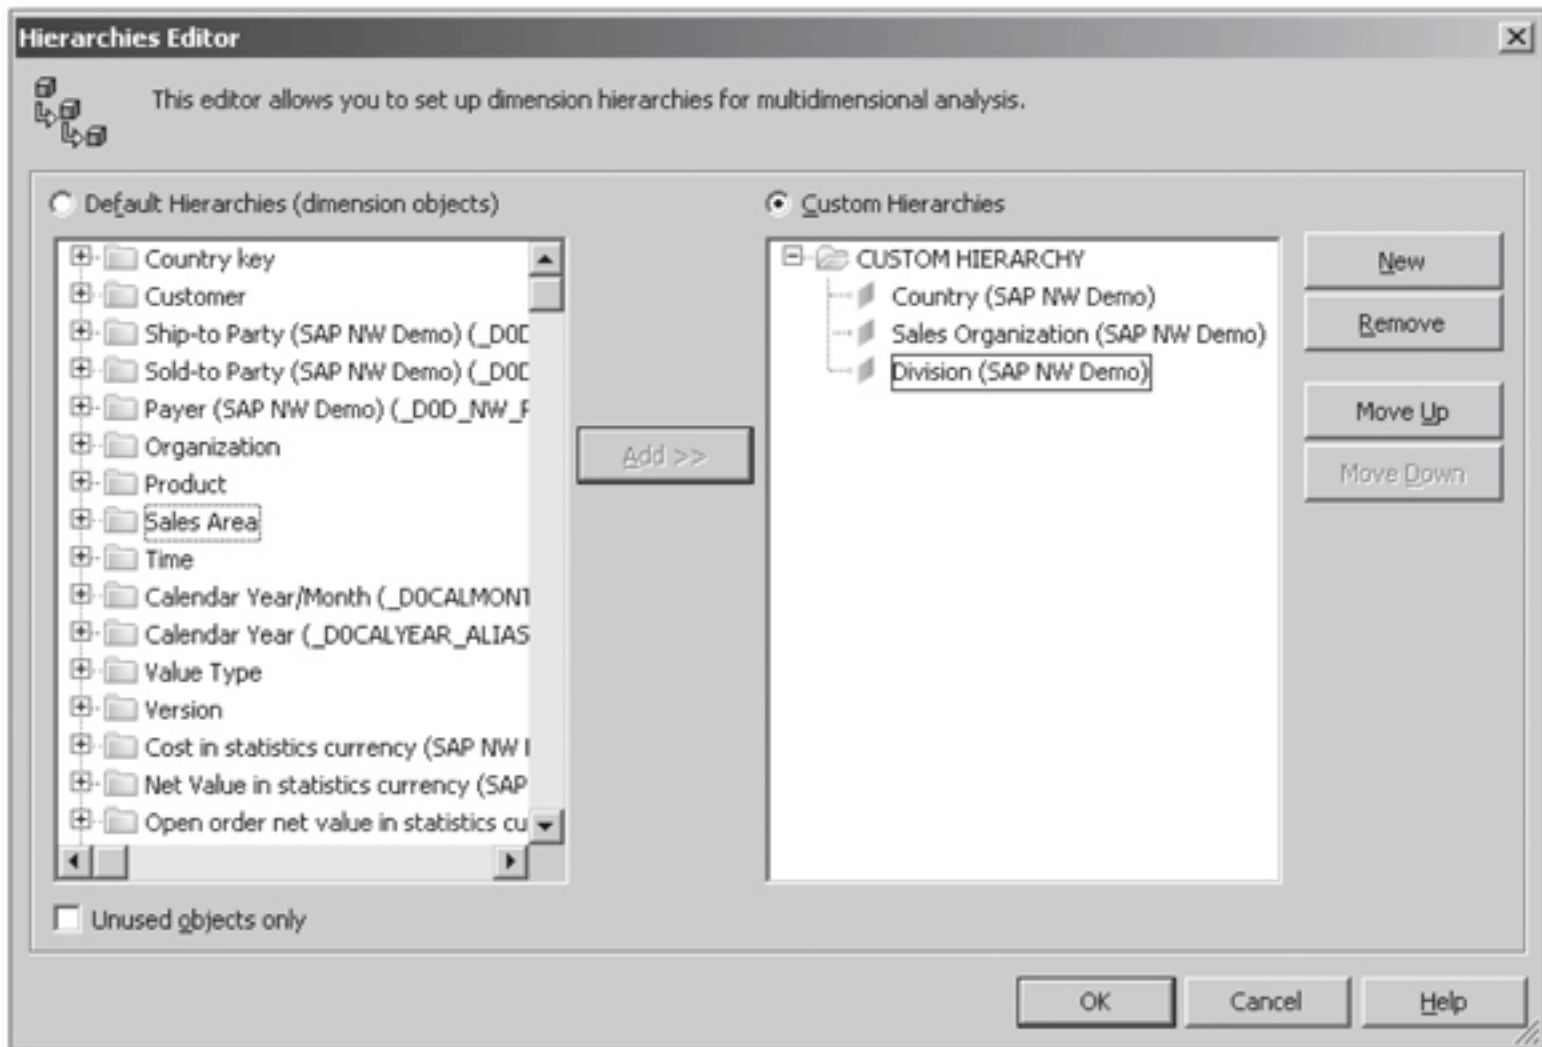 Hierarchies Editor
This editor allows you to set up dimension hierarchies for multidimensional analysis.
Default Hierarchies (dimension objects)
Country key
Customer
Ship-to Party (SAP NW Demo) (_D0D
Sold-to Party (SAP NW Demo) (_D0D
Payer (SAP NW Demo) (_D0D_NW_P
Organization
Product
Sales Area
Time
Calendar Year/Month (_D0CALMONT
Calendar Year (_D0CALYEAR_ALIAS
Value Type
Version
Cost in statistics currency (SAP NW
Net Value in statistics currency (SAP
Open order net value in statistics cu
Unused objects only
Add >>
Custom Hierarchies
CUSTOM HIERARCHY
Country (SAP NW Demo)
Sales Organization (SAP NW Demo)
Division (SAP NW Demo)
New
Remove
Move Up
Move Down
OK
Cancel
Help